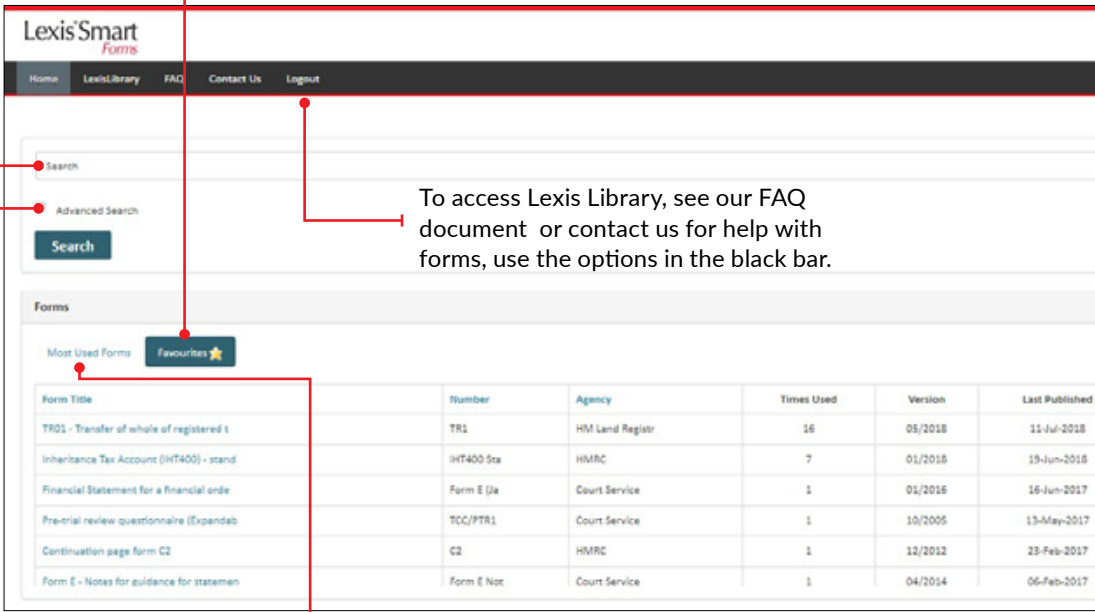 Lexis®Smart
Forms
Home LexisLibrary FAQ Contact Us Logout
Search
Advanced Search
Search
To access Lexis Library, see our FAQ
document or contact us for help with
forms, use the options in the black bar.
Forms
Most Used Forms Favourites
Form Title Number Agency Times Used Version Last Published
TR01 - Transfer of whole of registered t TR1 HM Land Registr 16 05/2018 11-Jul-2018
Inheritance Tax Account (IHT400) - stand IHT400 Sta HMRC 7 01/2018 19-Jun-2018
Financial Statement for a financial orde Form E (Ja Court Service 1 01/2016 16-Jun-2017
Pre-trial review questionnaire (Expandab TCC/PTR1 Court Service 1 10/2005 13-May-2017
Continuation page form C2 C2 HMRC 1 12/2012 23-Feb-2017
Form E - Notes for guidance for statemen Form E Not Court Service 1 04/2014 06-Feb-2017